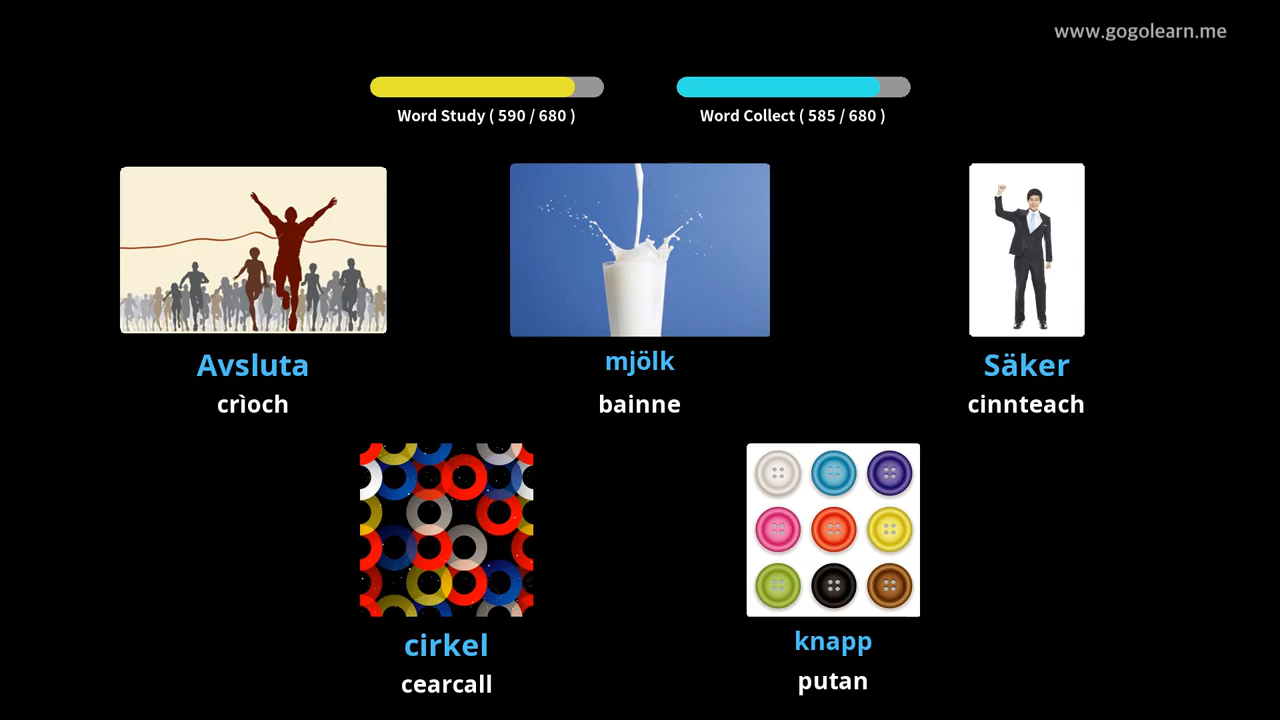 www.gogolearn.me
Word Study ( 590 / 680 )
Word Collect ( 585 / 680 )
Avsluta
crìoch
mjölk
bainne
Säker
cinnteach
cirkel
cearcall
knapp
putan